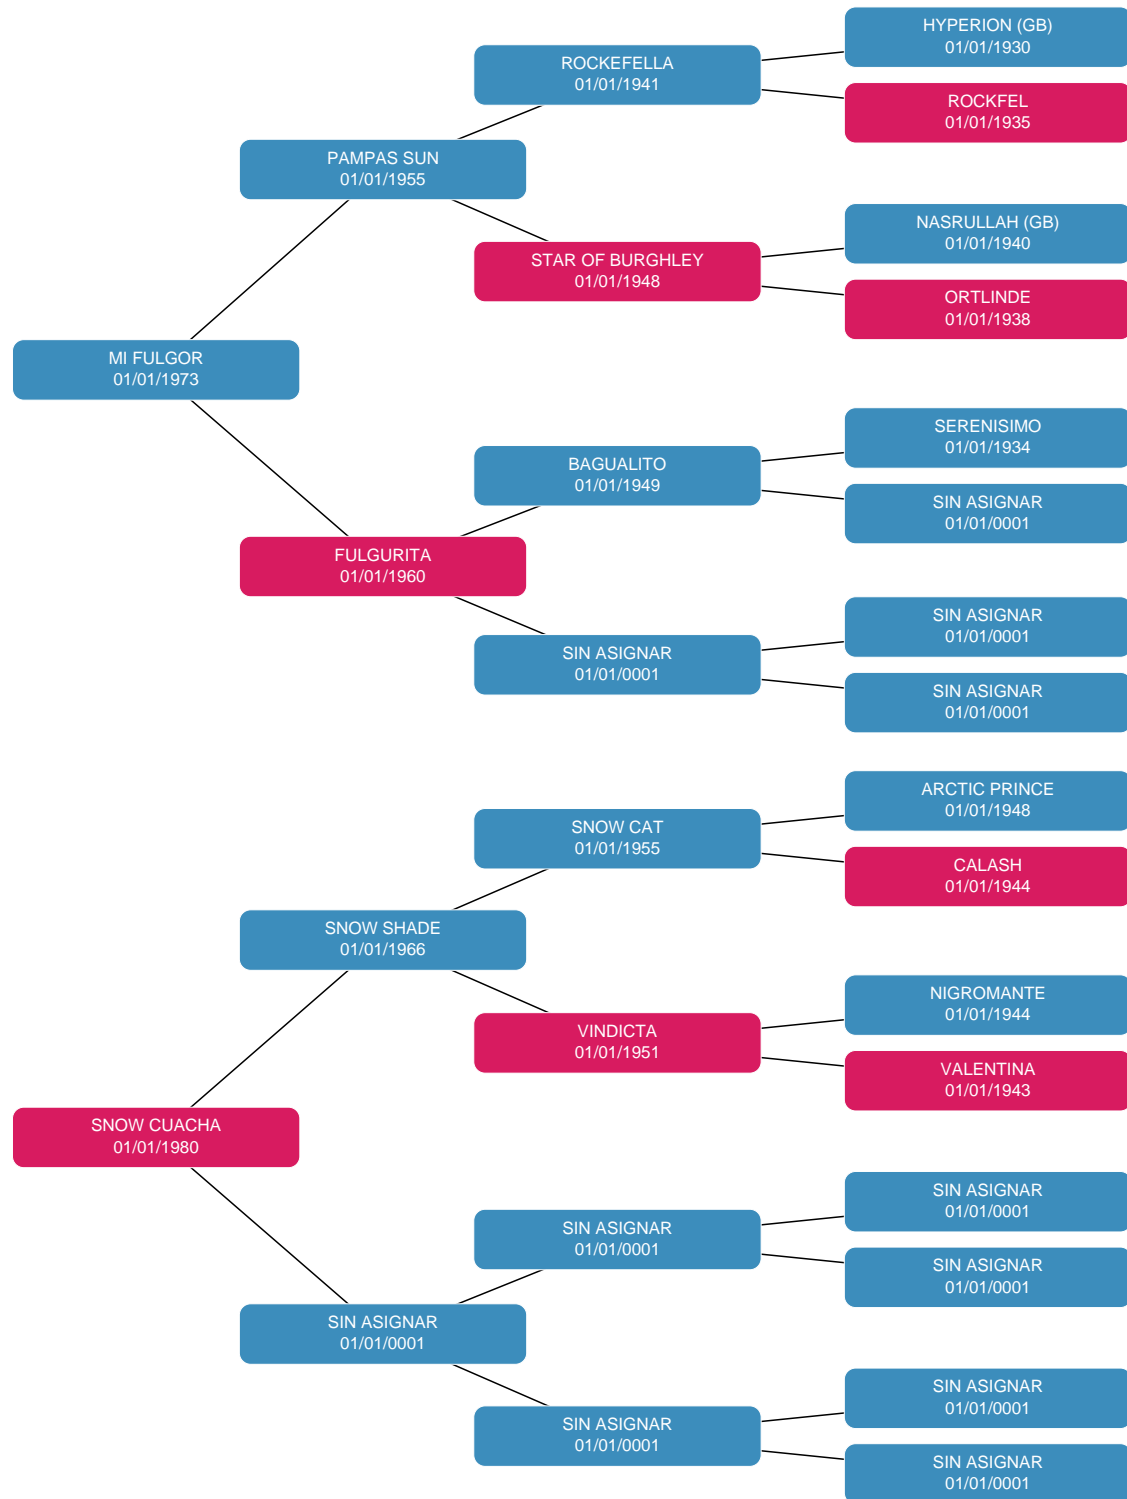 HYPERION (GB)
01/01/1930
ROCKEFELLA
01/01/1941
ROCKFEL
01/01/1935
PAMPAS SUN
01/01/1955
NASRULLAH (GB)
01/01/1940
STAR OF BURGHLEY
01/01/1948
ORTLINDE
01/01/1938
MI FULGOR
01/01/1973
SERENISIMO
01/01/1934
BAGUALITO
01/01/1949
SIN ASIGNAR
01/01/0001
FULGURITA
01/01/1960
SIN ASIGNAR
01/01/0001
SIN ASIGNAR
01/01/0001
SIN ASIGNAR
01/01/0001
ARCTIC PRINCE
01/01/1948
SNOW CAT
01/01/1955
CALASH
01/01/1944
SNOW SHADE
01/01/1966
NIGROMANTE
01/01/1944
VINDICTA
01/01/1951
VALENTINA
01/01/1943
SNOW CUACHA
01/01/1980
SIN ASIGNAR
01/01/0001
SIN ASIGNAR
01/01/0001
SIN ASIGNAR
01/01/0001
SIN ASIGNAR
01/01/0001
SIN ASIGNAR
01/01/0001
SIN ASIGNAR
01/01/0001
SIN ASIGNAR
01/01/0001